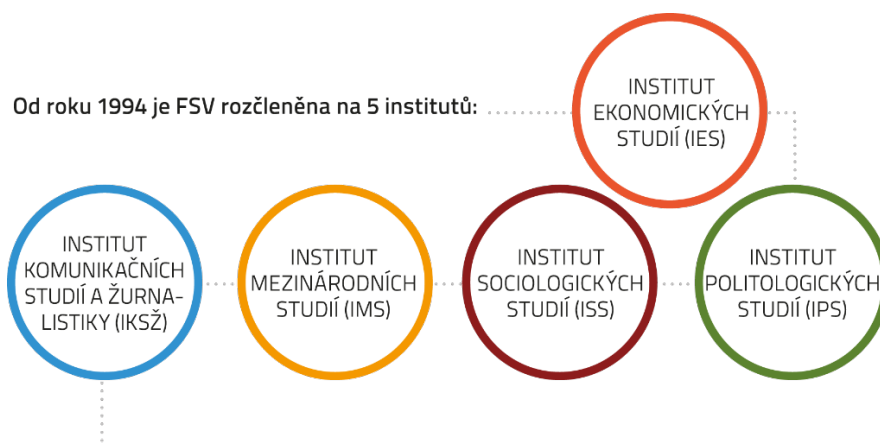 Od roku 1994 je FSV rozčleněna na 5 institutů:
INSTITUT
EKONOMICKÝCH
STUDIÍ (IES)
INSTITUT
KOMUNIKAČNÍCH
STUDIÍ A ŽURNA-
LISTIKY (IKSŽ)
INSTITUT
MEZINÁRODNÍCH
STUDIÍ (IMS)
INSTITUT
SOCIOLOGICKÝCH
STUDIÍ (ISS)
INSTITUT
POLITOLOGICKÝCH
STUDIÍ (IPS)